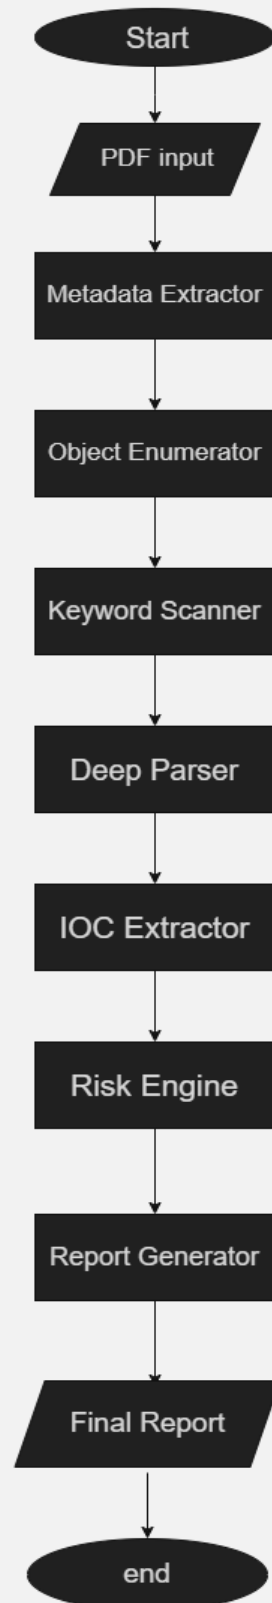 Start
PDF input
Metadata Extractor
Object Enumerator
Keyword Scanner
Deep Parser
IOC Extractor
Risk Engine
Report Generator
Final Report
end